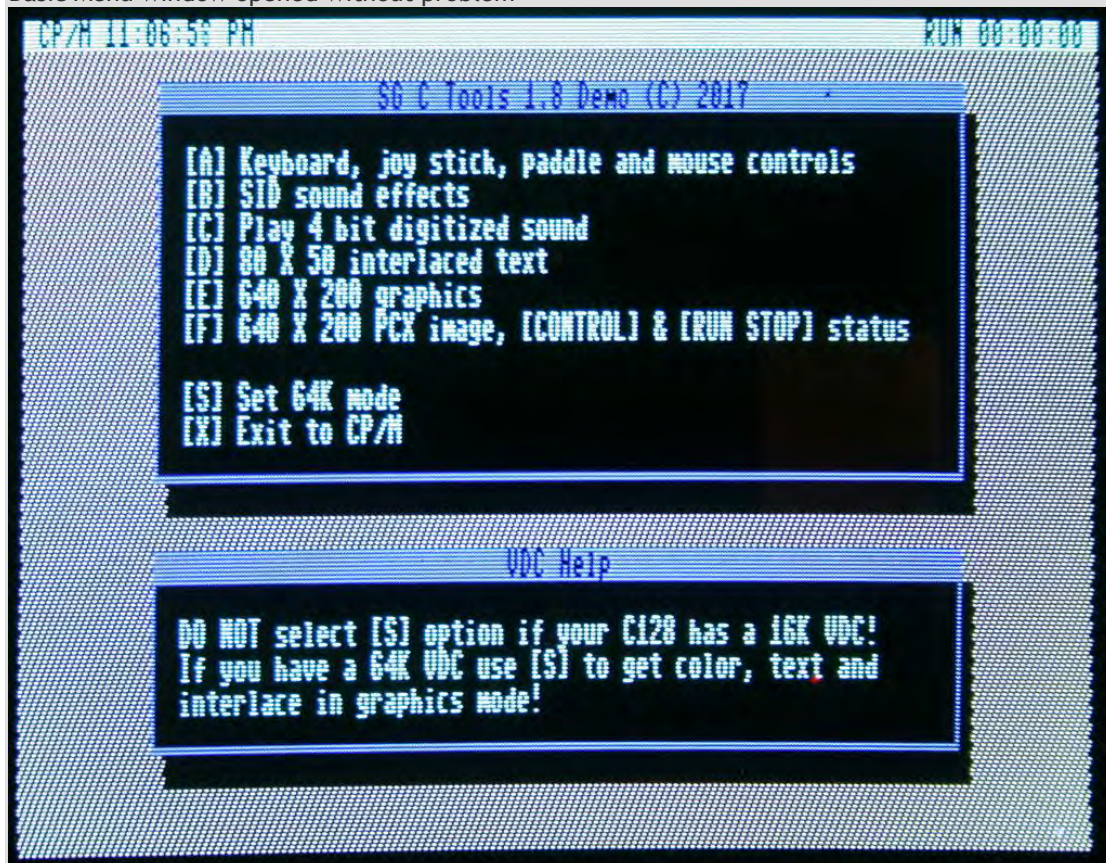 Basic Menu window opened without problem
CP/M 11:06:56 PM RUN 00:00:00
SG C Tools 1.8 Demo (C) 2017
[A] Keyboard, joy stick, paddle and mouse controls
[B] SID sound effects
[C] Play 4 bit digitized sound
[D] 80 X 50 interlaced text
[E] 640 X 200 graphics
[F] 640 X 200 PCX image, [CONTROL] & [RUN STOP] status
[S] Set 64K mode
[X] Exit to CP/M
VDC Help
DO NOT select [S] option if your C128 has a 16K VDC!
If you have a 64K VDC use [S] to get color, text and
interlace in graphics mode!